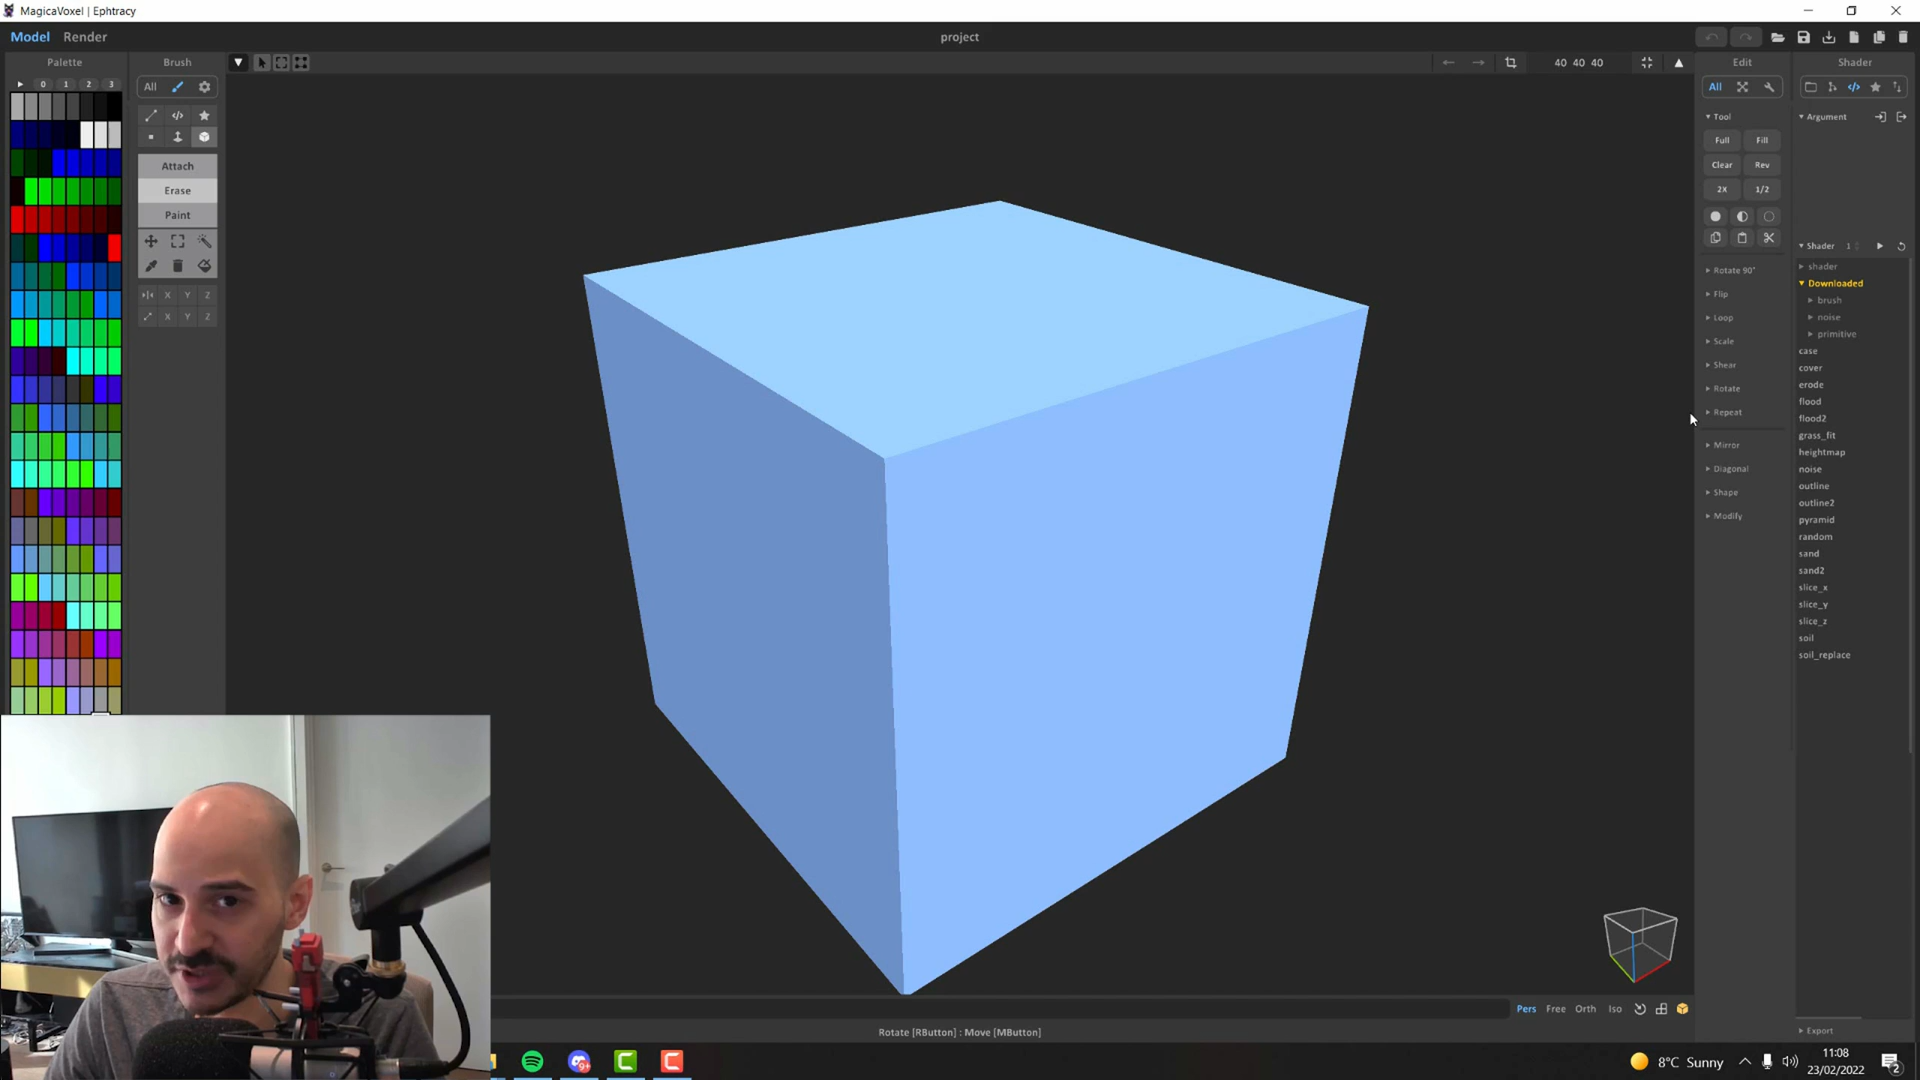 MagicaVoxel | Ephtracy
Model Render
project
Palette
Brush
40 40 40
Edit
Shader
0 1 2 3
All
All
Tool
Argument
Full Fill
Clear Rev
2X 1/2
Attach
Erase
Paint
X Y Z
X Y Z
Rotate 90°
Flip
Loop
Scale
Shear
Rotate
Repeat
Mirror
Diagonal
Shape
Modify
Shader 1
shader
Downloaded
brush
noise
primitive
case
cover
erode
flood
flood2
grass_fit
heightmap
noise
outline
outline2
pyramid
random
sand
sand2
slice_x
slice_y
slice_z
soil
soil_replace
Pers Free Orth Iso
Rotate [RButton] : Move [MButton]
Export
8°C Sunny
11:08
23/02/2022
2